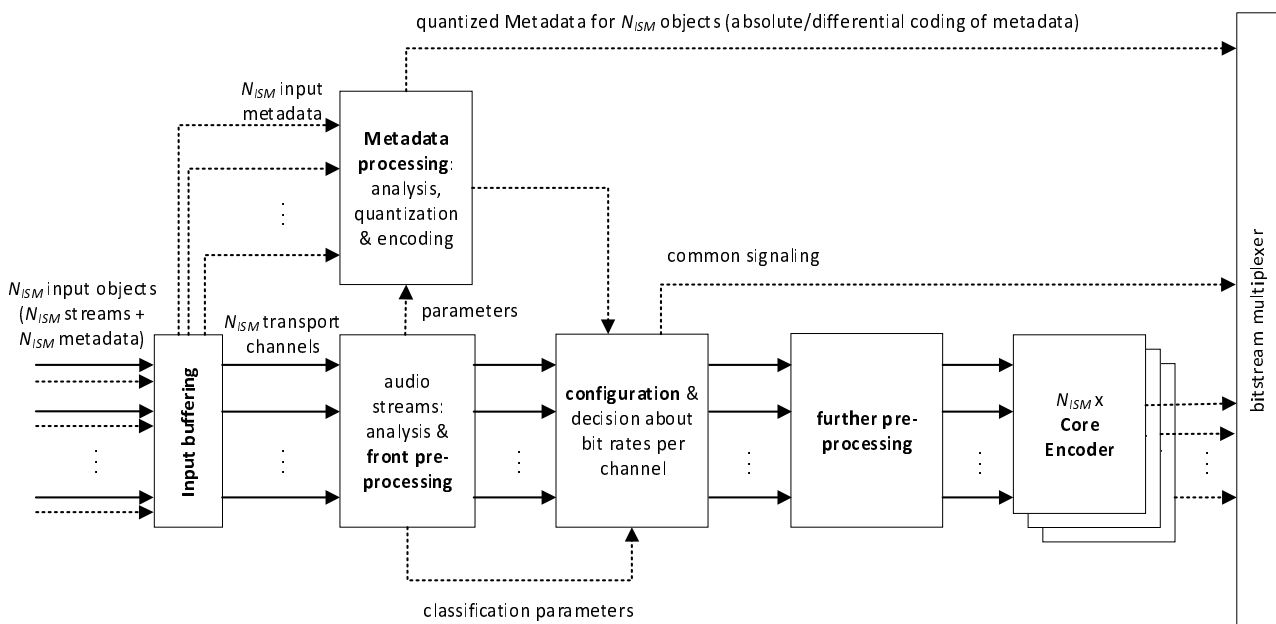 quantized Metadata for N_ISM objects (absolute/differential coding of metadata)
N_ISM input
metadata
Metadata
processing:
analysis,
quantization
& encoding
common signaling
bitstream multiplexer
N_ISM input objects
(N_ISM streams +
N_ISM metadata)
N_ISM transport
channels
parameters
Input buffering
audio
streams:
analysis &
front pre-
processing
configuration &
decision about
bit rates per
channel
further pre-
processing
N_ISM x
Core
Encoder
classification parameters